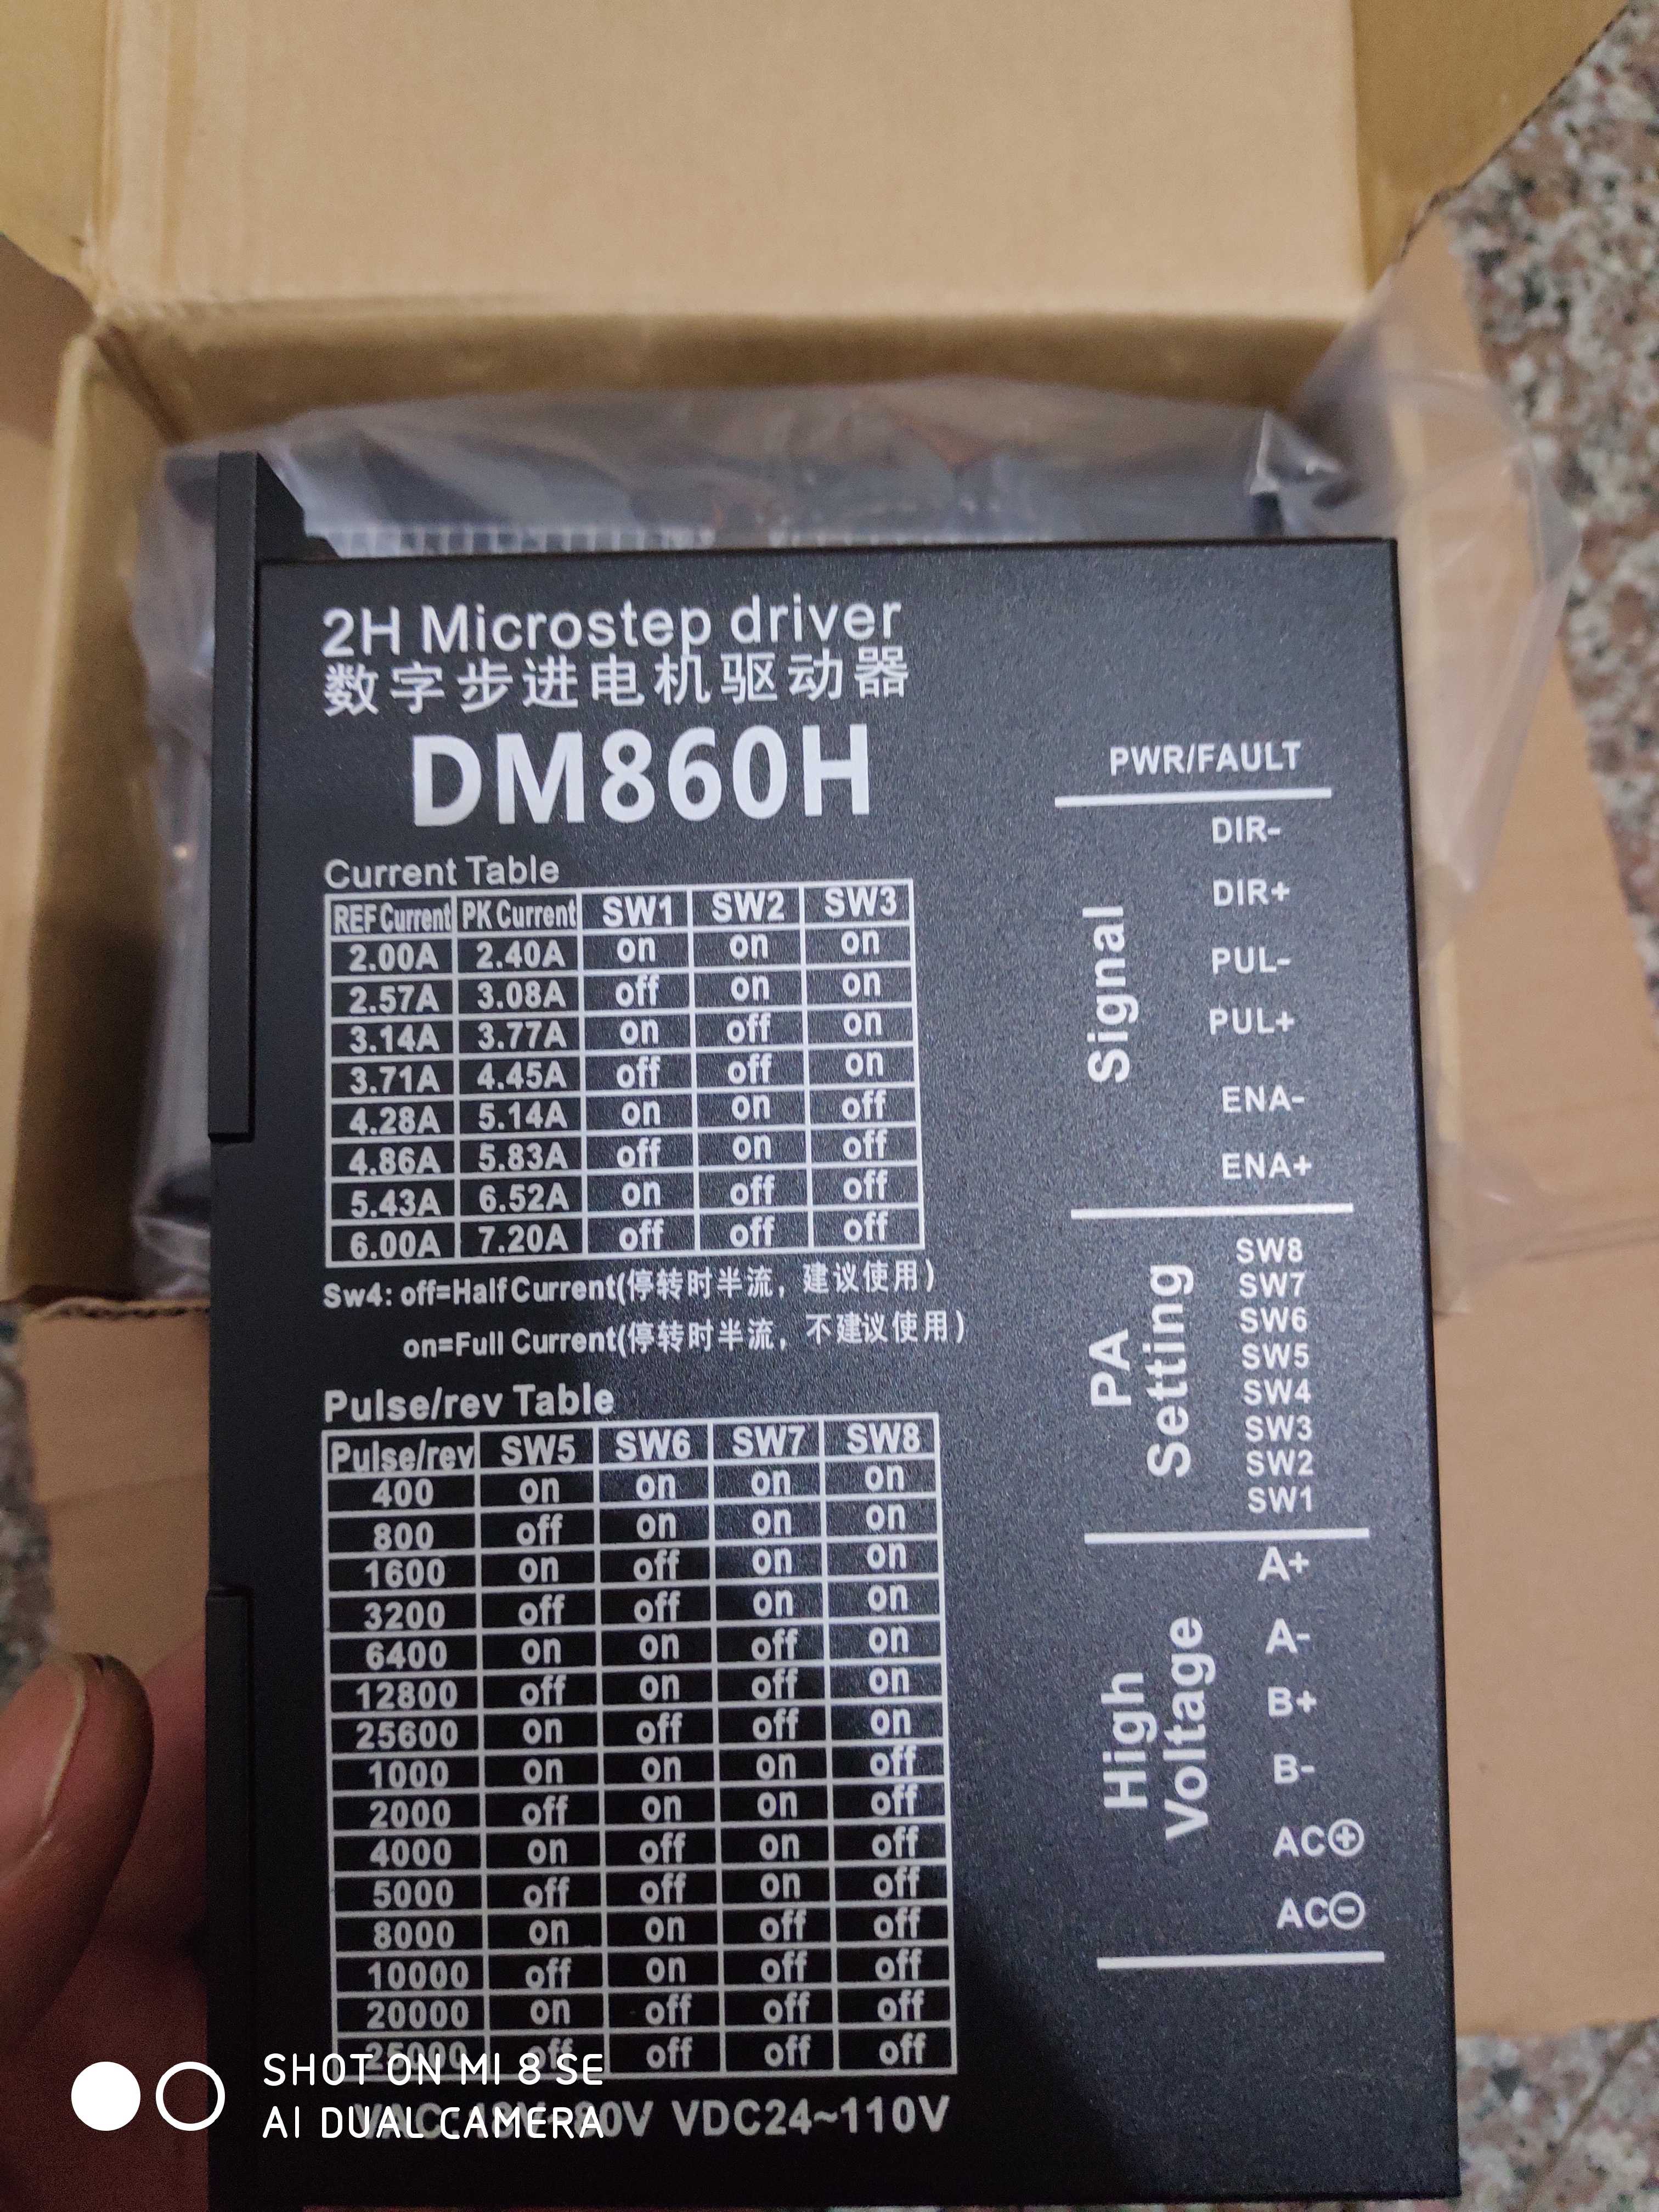 2H Microstep driver
数字步进电机驱动器
DM860H
Current Table
REF Current PK Current SW1 SW2 SW3
2.00A 2.40A on on on
2.57A 3.08A off on on
3.14A 3.77A on off on
3.71A 4.45A off off on
4.28A 5.14A on on off
4.86A 5.83A off on off
5.43A 6.52A on off off
6.00A 7.20A off off off
Sw4: off=Half Current(停转时半流，建议使用)
on=Full Current(停转时半流，不建议使用)
Pulse/rev Table
Pulse/rev SW5 SW6 SW7 SW8
400 on on on on
800 off on on on
1600 on off on on
3200 off off on on
6400 on on off on
12800 off on off on
25600 on off off on
1000 on on on off
2000 off on on off
4000 on off on off
5000 off off on off
8000 on on off off
10000 off on off off
20000 on off off off
25000 off off off off
VAC:18V~80V VDC24~110V
PWR/FAULT
Signal
DIR-
DIR+
PUL-
PUL+
ENA-
ENA+
PA
Setting
SW8
SW7
SW6
SW5
SW4
SW3
SW2
SW1
High
Voltage
A+
A-
B+
B-
AC⊕
AC⊖
SHOT ON MI 8 SE
AI DUAL CAMERA